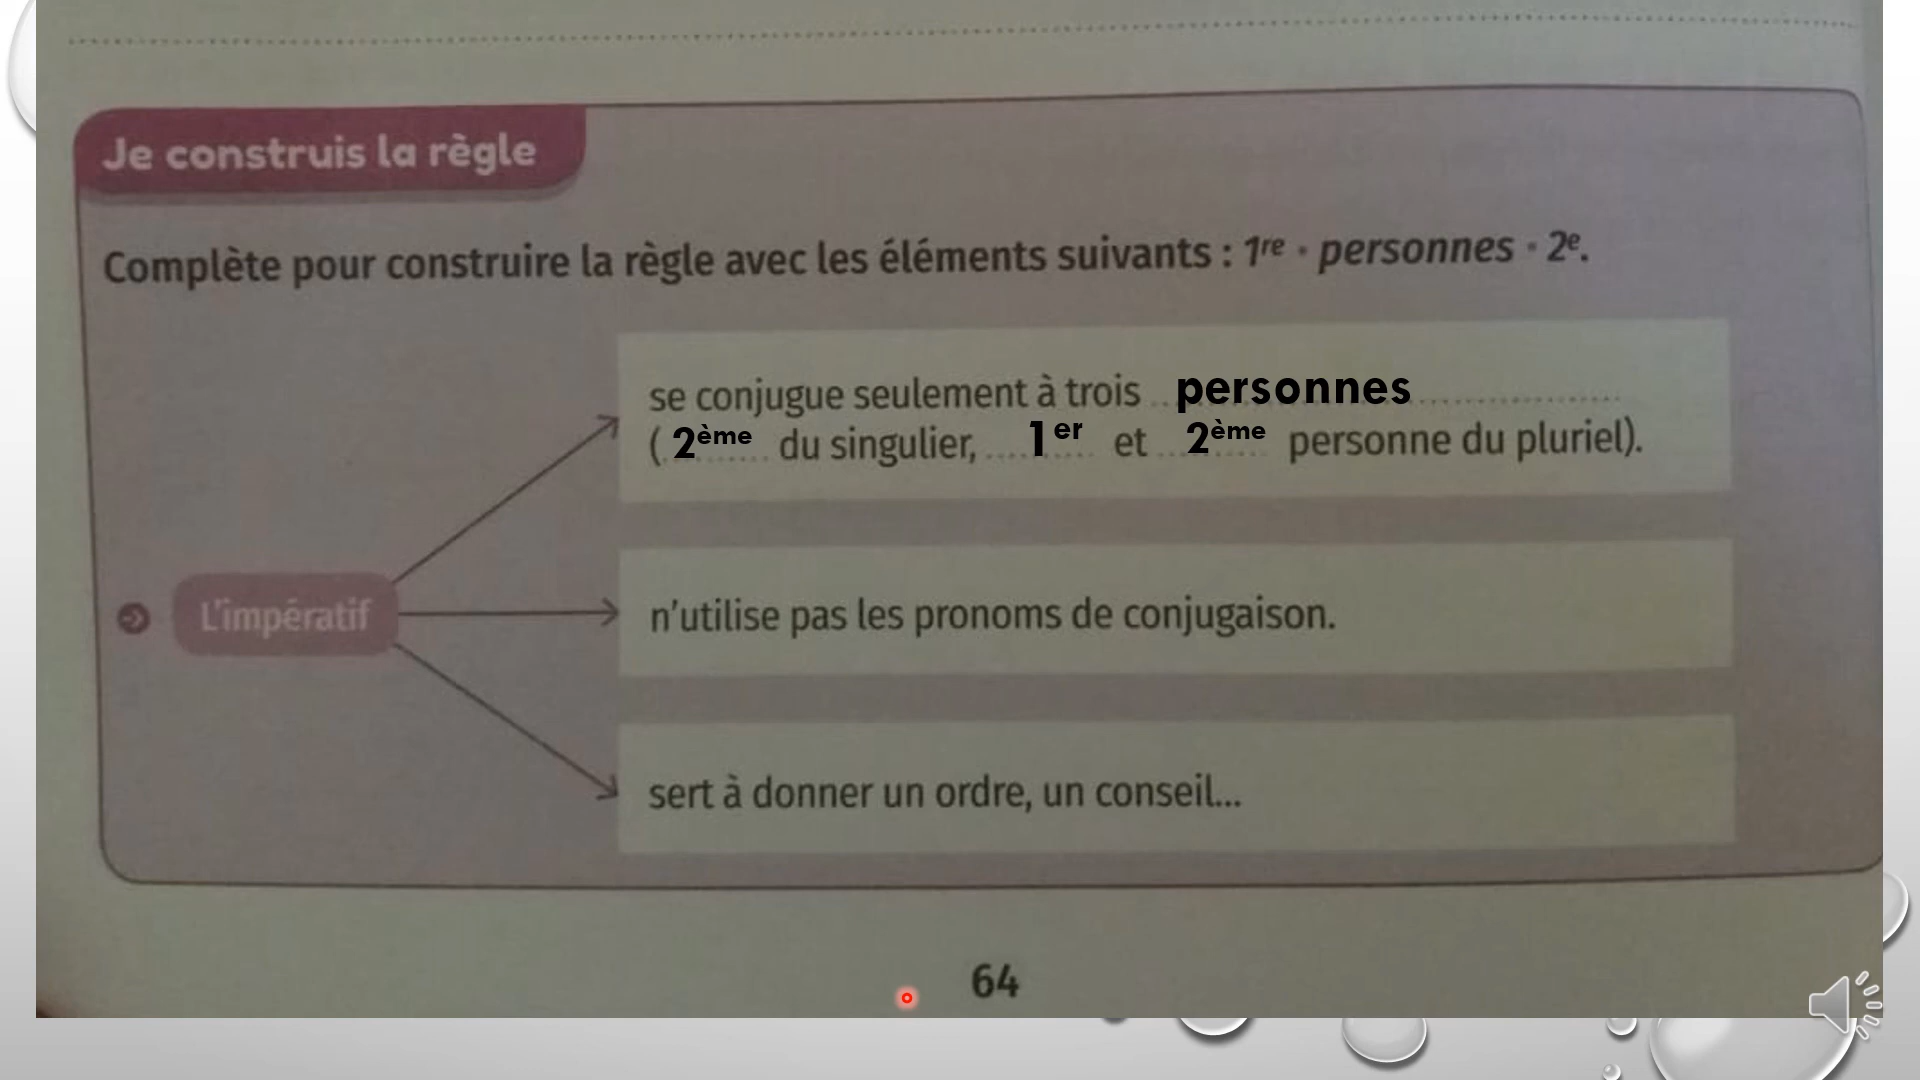 Je construis la règle
Complète pour construire la règle avec les éléments suivants : 1re • personnes • 2e.
se conjugue seulement à trois personnes
( 2ème du singulier, 1er et 2ème personne du pluriel).
L'impératif
n'utilise pas les pronoms de conjugaison.
sert à donner un ordre, un conseil...
64